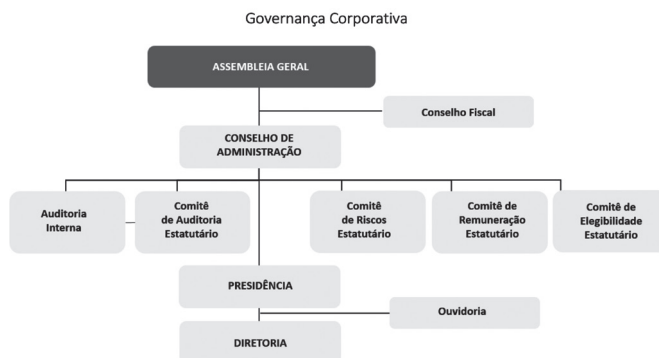 Governança Corporativa
ASSEMBLEIA GERAL
Conselho Fiscal
CONSELHO DE
ADMINISTRAÇÃO
Auditoria
Interna
Comitê
de Auditoria
Estatutário
Comitê
de Riscos
Estatutário
Comitê de
Remuneração
Estatutário
Comitê de
Elegibilidade
Estatutário
PRESIDÊNCIA
Ouvidoria
DIRETORIA